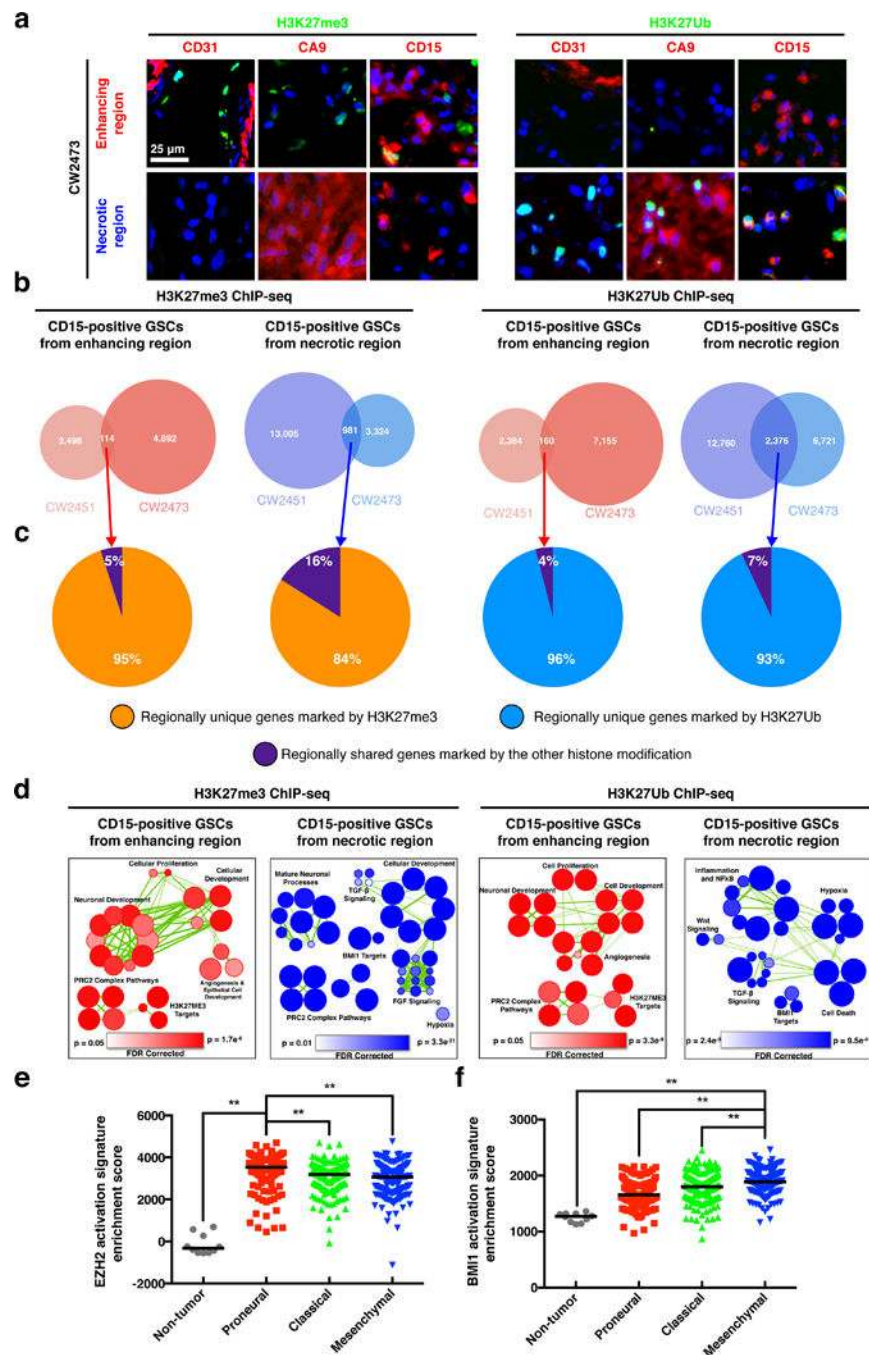 a
H3K27me3
H3K27Ub
CD31 CA9 CD15 CD31 CA9 CD15
CW2473
Enhancing region
Necrotic region
25 µm
b
H3K27me3 ChIP-seq H3K27Ub ChIP-seq
CD15-positive GSCs from enhancing region
CD15-positive GSCs from necrotic region
CD15-positive GSCs from enhancing region
CD15-positive GSCs from necrotic region
114 4,892
13,095 981 3,324
160 7,155
12,760 2,376
CW2451 CW2473
CW2451 CW2473
CW2451 CW2473
CW2451 CW2473
c
5% 95%
16% 84%
4% 96%
7% 93%
Regionally unique genes marked by H3K27me3
Regionally unique genes marked by H3K27Ub
Regionally shared genes marked by the other histone modification
d
H3K27me3 ChIP-seq H3K27Ub ChIP-seq
CD15-positive GSCs from enhancing region
CD15-positive GSCs from necrotic region
CD15-positive GSCs from enhancing region
CD15-positive GSCs from necrotic region
Cellular Proliferation
Cellular Development
Neuronal Development
Angiogenesis & Epithelial Cell Development
PRC2 Complex Pathways
H3K27ME3 Targets
p = 0.05
FDR Corrected
Mature Neuronal Processes
Cellular Development
TGF-β Signaling
BMI1 Targets
PRC2 Complex Pathways
FGF Signaling
Hypoxia
p = 0.01
FDR Corrected
Cell Proliferation
Neuronal Development
Cell Development
Angiogenesis
PRC2 Complex Pathways
H3K27ME3 Targets
p = 0.05
FDR Corrected
Inflammation and NFkB
Hypoxia
Wnt Signaling
TGF-β Signaling
BMI1 Targets
Cell Death
FDR Corrected
e
EZH2 activation signature enrichment score
6000
4000
2000
0
-2000
** ** **
Non-tumor Proneural Classical Mesenchymal
f
BMI1 activation signature enrichment score
3000
2000
1000
0
** ** **
Non-tumor Proneural Classical Mesenchymal